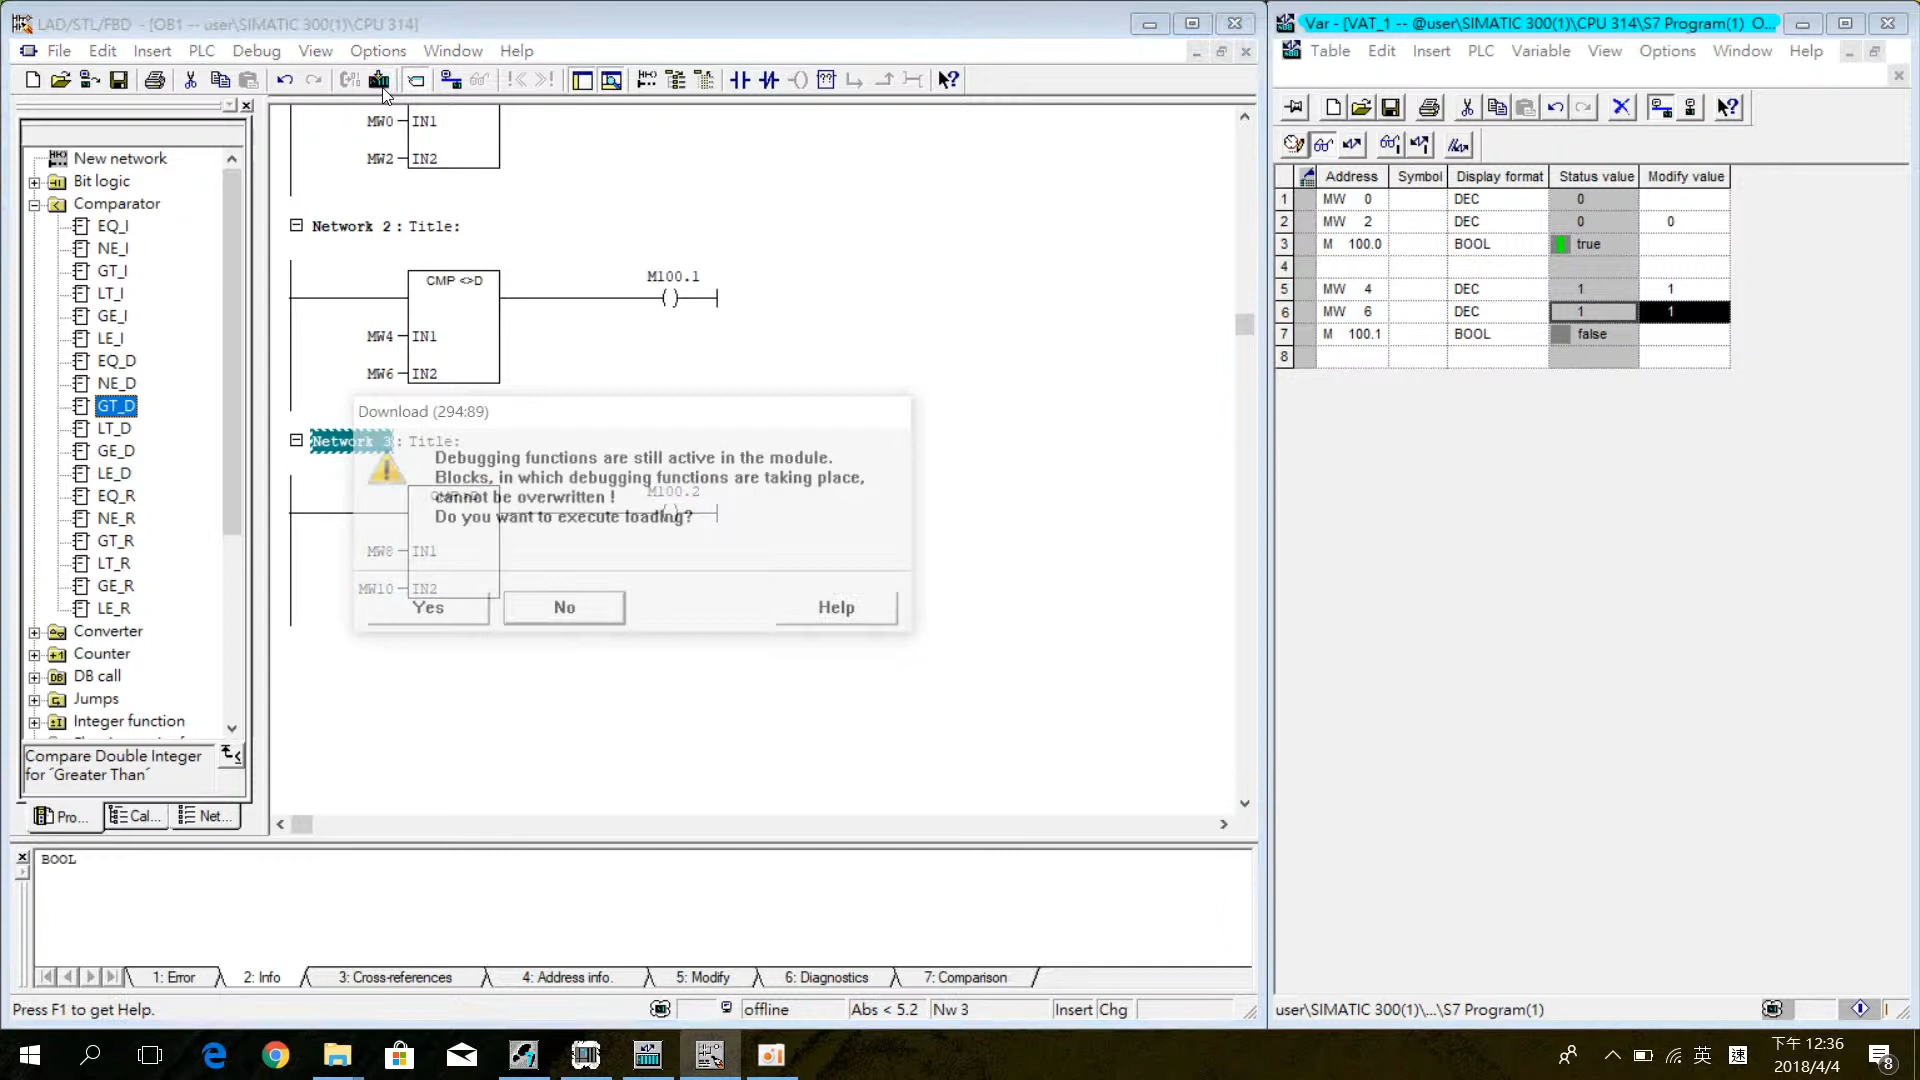 LAD/STL/FBD - [OB1 -- user\SIMATIC 300(1)\CPU 314]
File Edit Insert PLC Debug View Options Window Help
New network
Bit logic
Comparator
EQ_I
NE_I
GT_I
LT_I
GE_I
LE_I
EQ_D
NE_D
GT_D
LT_D
GE_D
LE_D
EQ_R
NE_R
GT_R
LT_R
GE_R
LE_R
Converter
Counter
DB call
Jumps
Integer function
Compare Double Integer
for ´Greater Than´
Pro... Cal... Net...
MW0 IN1
MW2 IN2
Network 2 : Title:
CMP <>D
M100.1
( )
MW4 IN1
MW6 IN2
Network 3 : Title:
M100.2
MW8 IN1
MW10 IN2
Download (294:89)
Debugging functions are still active in the module.
Blocks, in which debugging functions are taking place,
cannot be overwritten !
Do you want to execute loading?
Yes No Help
BOOL
1: Error 2: Info 3: Cross-references 4: Address info. 5: Modify 6: Diagnostics 7: Comparison
Press F1 to get Help. offline Abs < 5.2 Nw 3 Insert Chg
Var - [VAT_1 -- @user\SIMATIC 300(1)\CPU 314\S7 Program(1) O...
Table Edit Insert PLC Variable View Options Window Help
Address Symbol Display format Status value Modify value
1 MW 0 DEC 0
2 MW 2 DEC 0 0
3 M 100.0 BOOL true
4
5 MW 4 DEC 1 1
6 MW 6 DEC 1 1
7 M 100.1 BOOL false
8
user\SIMATIC 300(1)\...\S7 Program(1)
英 速 下午 12:36
2018/4/4
8